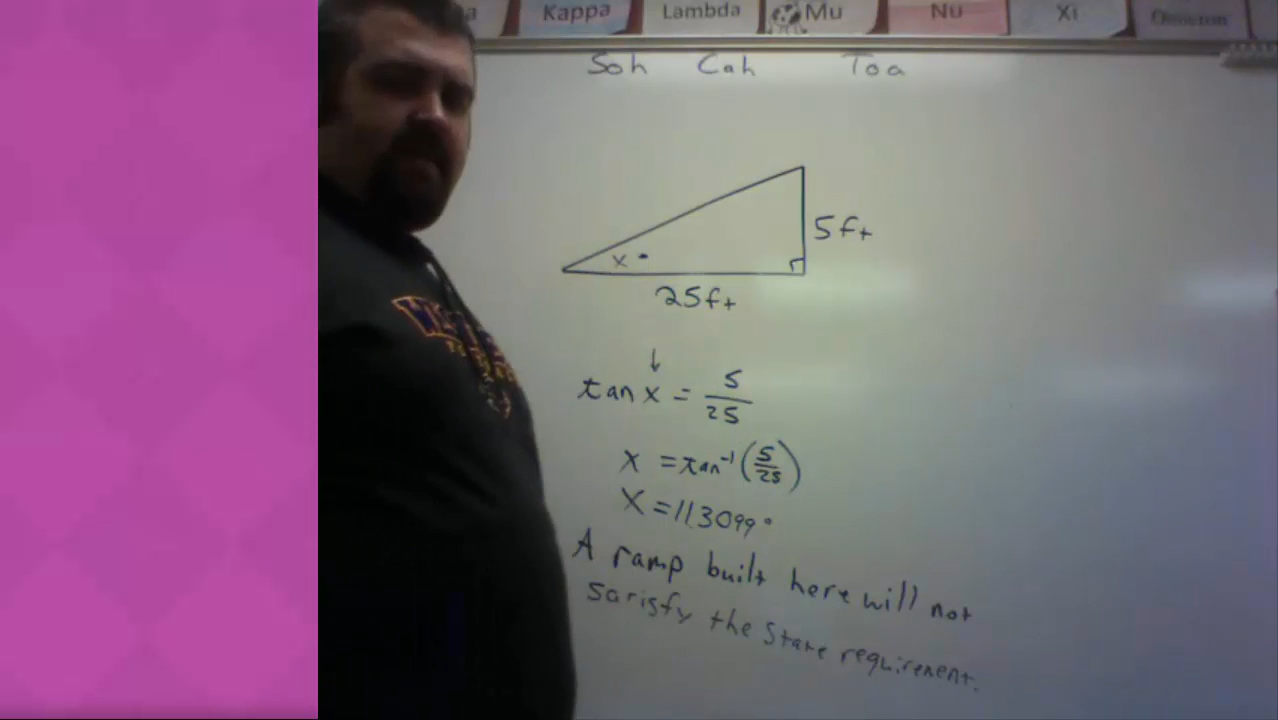 Kappa Lambda Mu Nu Xi Omicron
Soh Cah Toa
5ft
x
25ft
tan x = 5/25
x = tan⁻¹(5/25)
X = 11.3099°
A ramp built here will not
satisfy the State requirement.